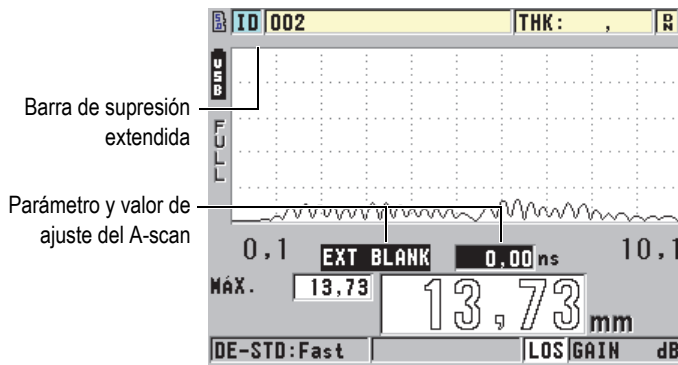 ID 002 THK: ,
USB
FULL
Barra de supresión
extendida
Parámetro y valor de
ajuste del A-scan
0,1 EXT BLANK 0,00 ns 10,1
MÁX. 13,73 13,73 mm
DE-STD:Fast LOS GAIN dB